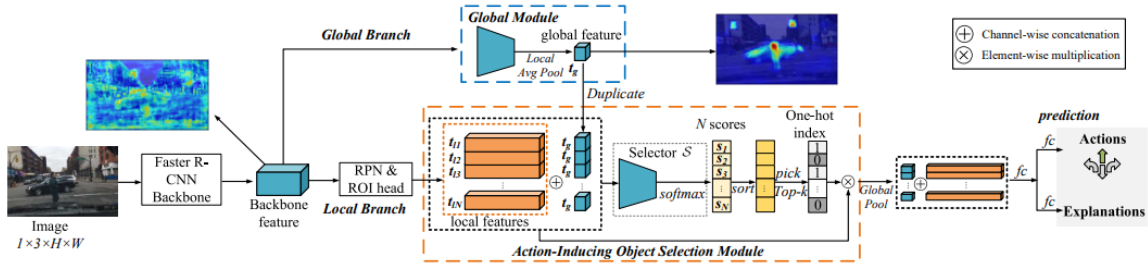 Global Module
Global Branch
global feature
Local
Avg Pool
t_g
Duplicate
⊕ Channel-wise concatenation
⊗ Element-wise multiplication
Image
1×3×H×W
Faster R-
CNN
Backbone
Backbone
feature
RPN &
ROI head
Local Branch
t_l1
t_l2
t_l3
⋮
t_lN
local features
t_g
t_g
t_g
⋮
t_g
⊕
Selector S
softmax
N scores
s_1
s_2
s_3
⋮
s_N
sort
⋮
pick
Top-k
One-hot
index
1
0
1
⋮
0
⊗
Action-Inducing Object Selection Module
Global
Pool
⊕
⋮
fc
fc
fc
prediction
Actions
Explanations